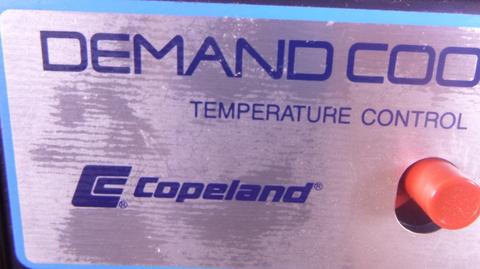 DEMAND COO
TEMPERATURE CONTROL
Copeland®